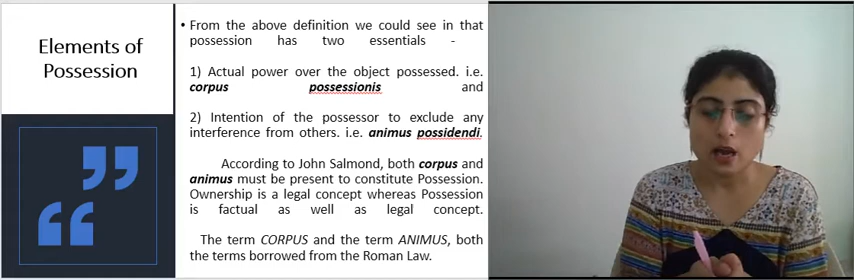 Elements of
Possession
• From the above definition we could see in that
possession has two essentials -
1) Actual power over the object possessed. i.e.
corpus possessionis and
2) Intention of the possessor to exclude any
interference from others. i.e. animus possidendi.
According to John Salmond, both corpus and
animus must be present to constitute Possession.
Ownership is a legal concept whereas Possession
is factual as well as legal concept.
The term CORPUS and the term ANIMUS, both
the terms borrowed from the Roman Law.